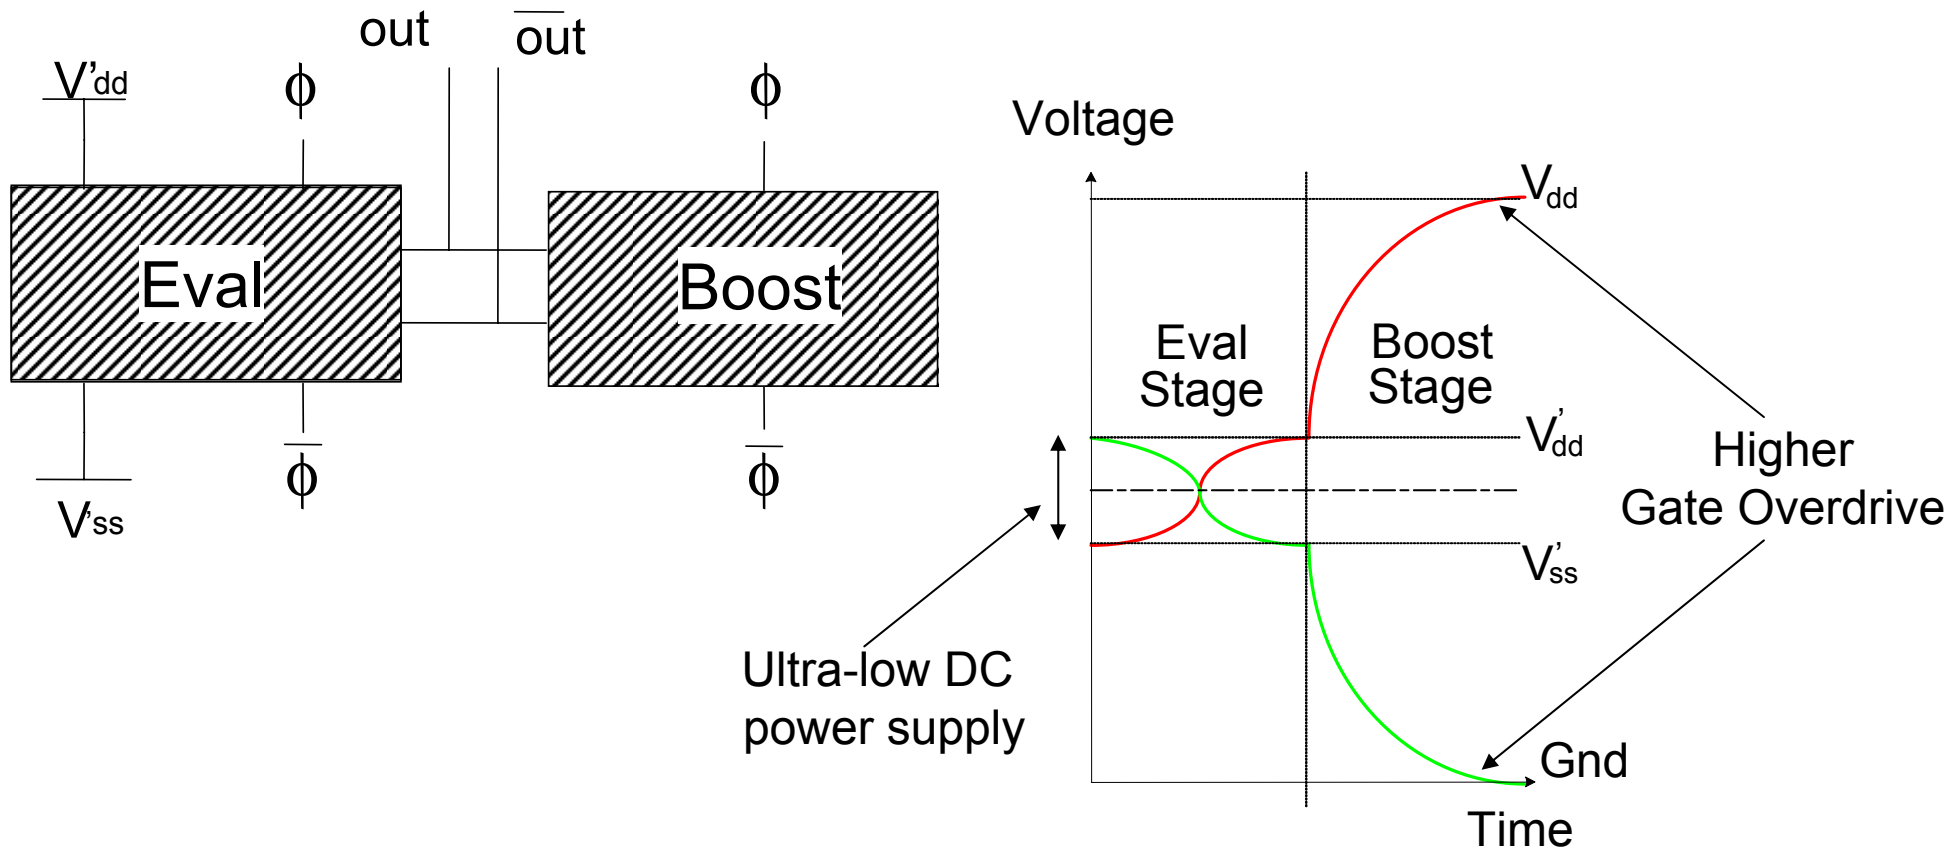 out
o̅u̅t
V'dd
ϕ
ϕ
Eval
Boost
V'ss
ϕ̅
ϕ̅
Voltage
Vdd
Eval
Stage
Boost
Stage
V'dd
V'ss
Higher
Gate Overdrive
Ultra-low DC
power supply
Gnd
Time